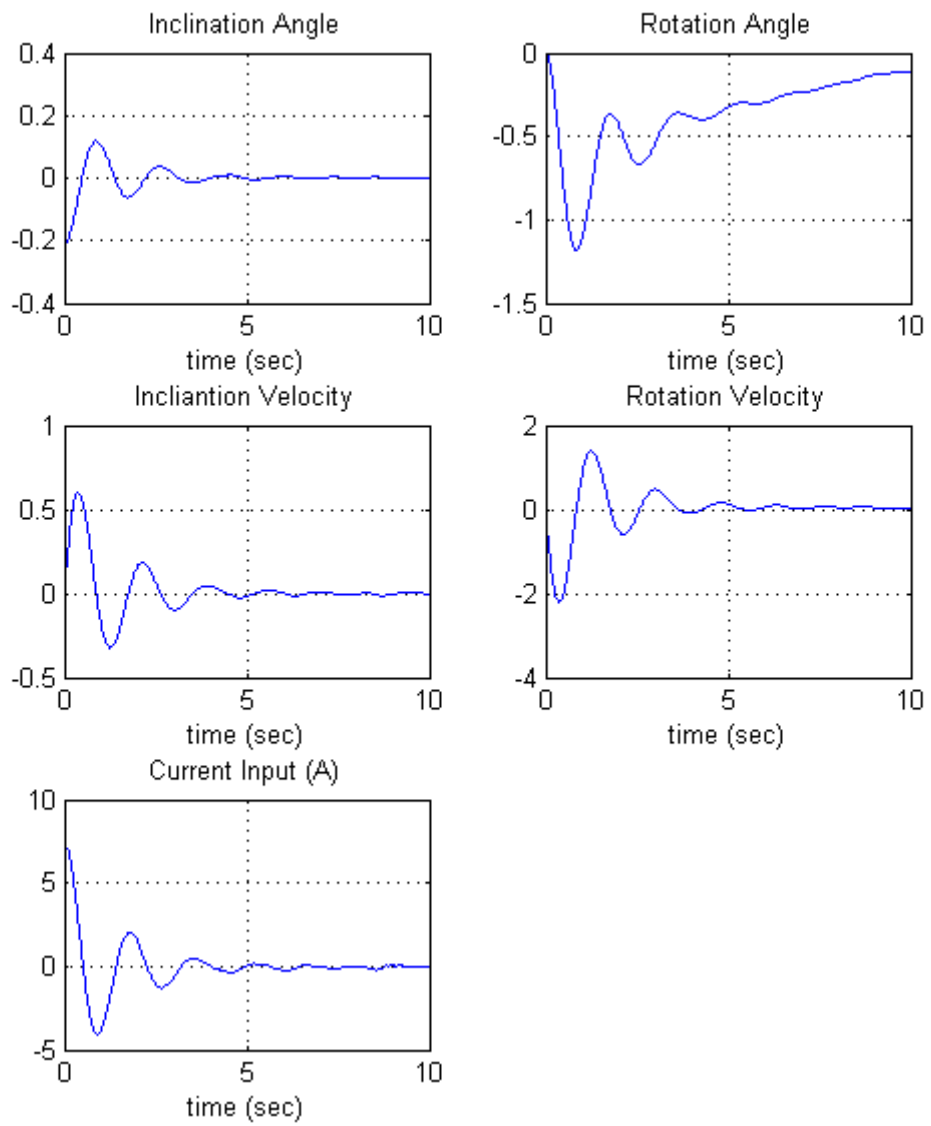 Inclination Angle
0.4
0.2
0
-0.2
-0.4
0 5 10
time (sec)
Rotation Angle
0
-0.5
-1
-1.5
0 5 10
time (sec)
Incliantion Velocity
1
0.5
0
-0.5
0 5 10
time (sec)
Rotation Velocity
2
0
-2
-4
0 5 10
time (sec)
Current Input (A)
10
5
0
-5
0 5 10
time (sec)